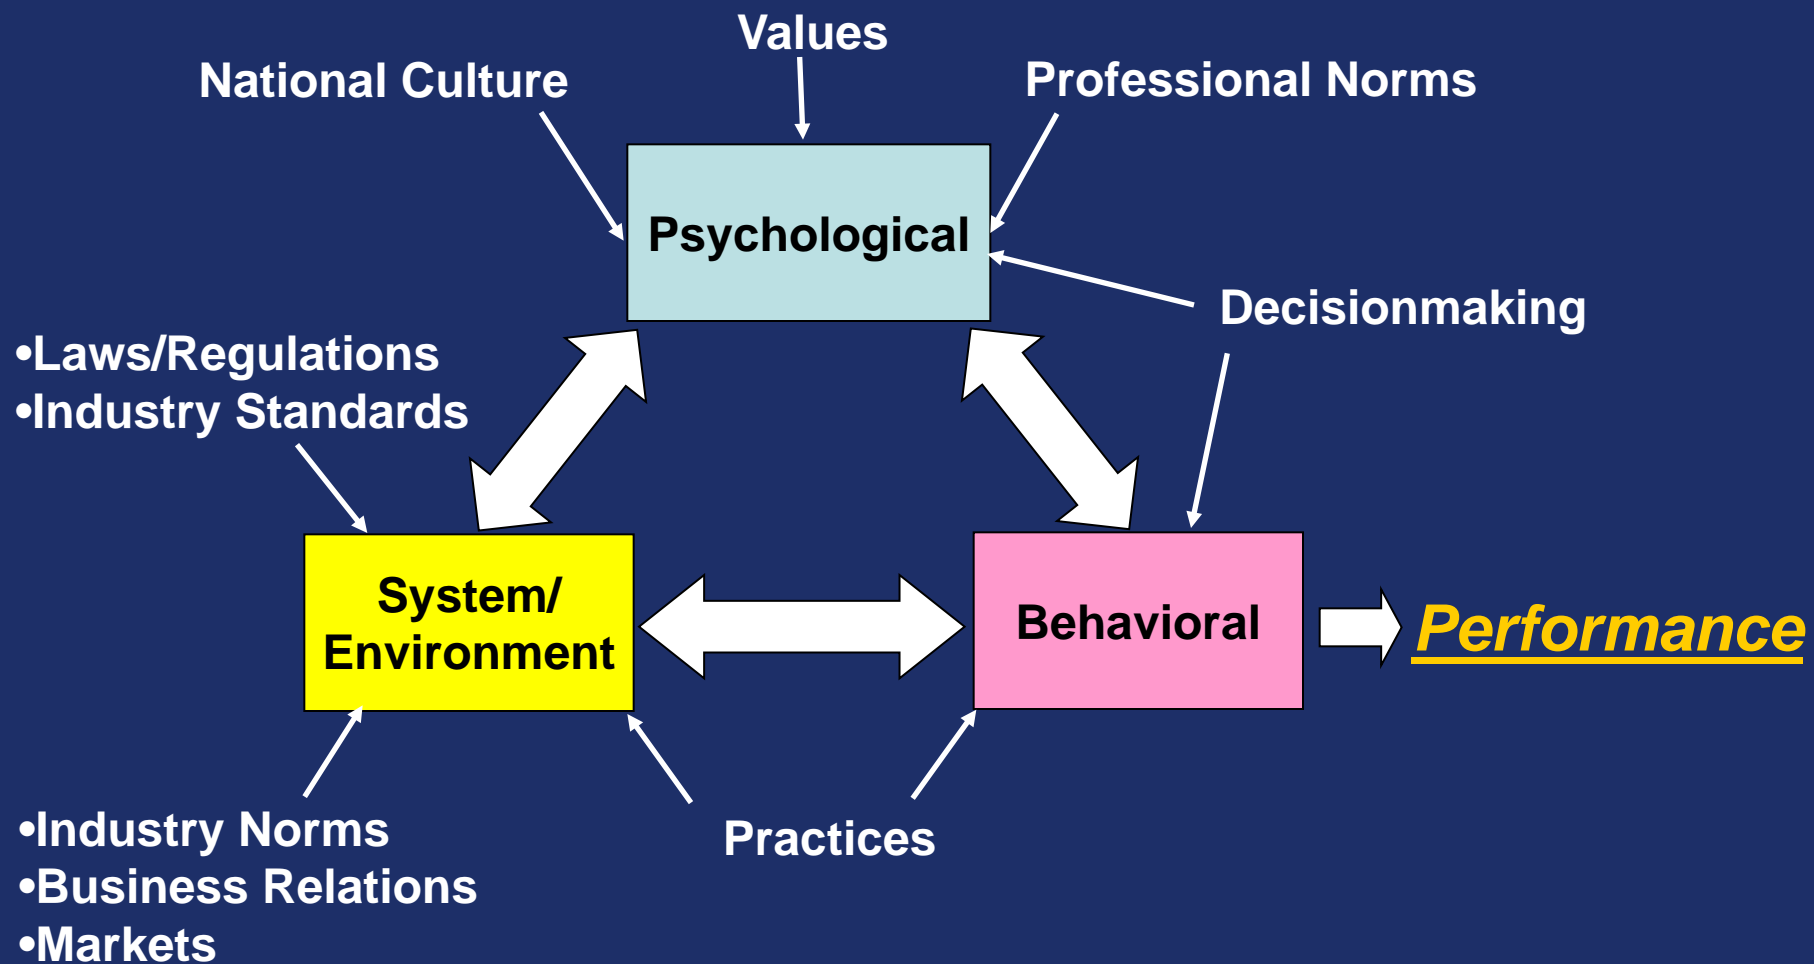 Values
National Culture
Professional Norms
Psychological
Decisionmaking
•Laws/Regulations
•Industry Standards
System/
Environment
Behavioral
Performance
•Industry Norms
•Business Relations
•Markets
Practices